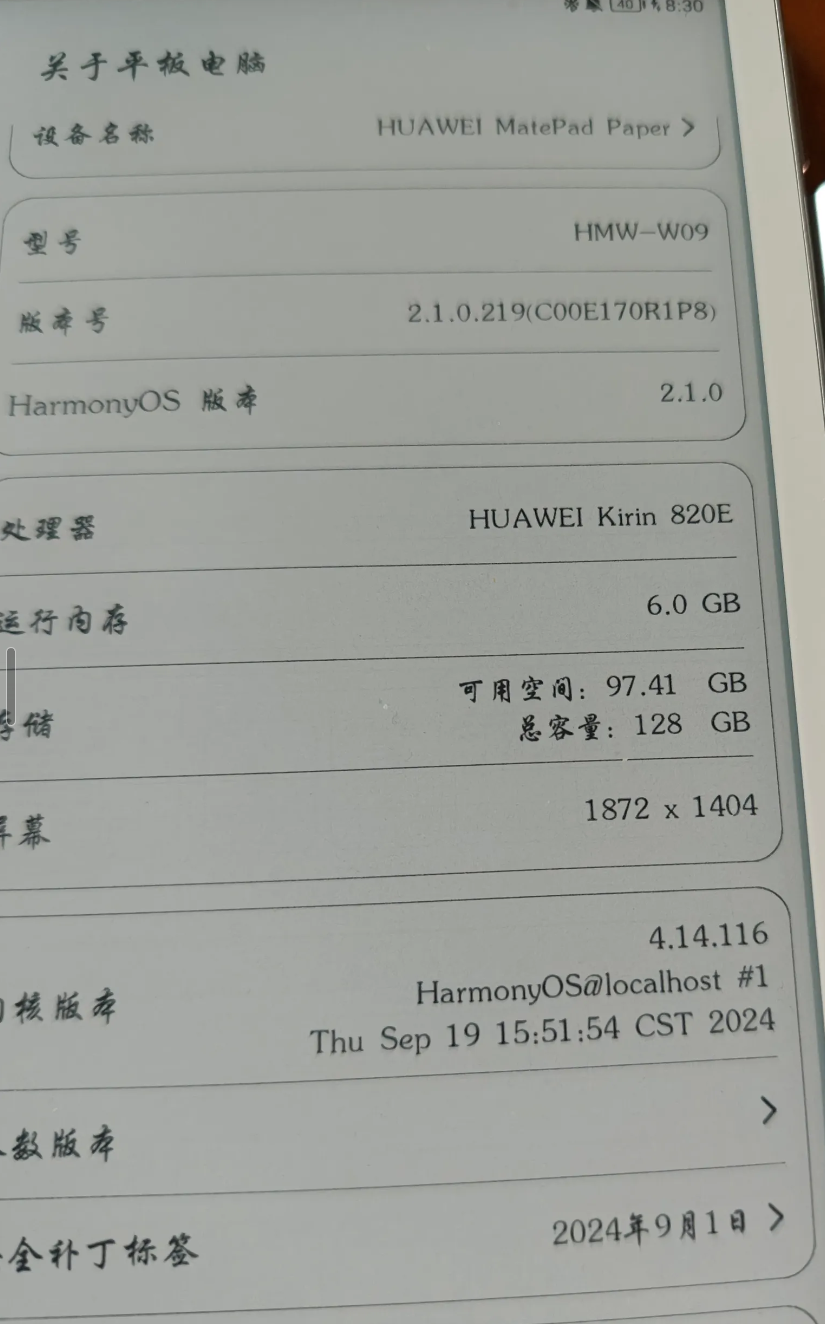 40 8:30
关于平板电脑
设备名称 HUAWEI MatePad Paper >
型号 HMW-W09
版本号 2.1.0.219(C00E170R1P8)
HarmonyOS 版本 2.1.0
处理器 HUAWEI Kirin 820E
运行内存 6.0 GB
存储 可用空间: 97.41 GB
总容量: 128 GB
屏幕 1872 x 1404
内核版本 4.14.116
HarmonyOS@localhost #1
Thu Sep 19 15:51:54 CST 2024
数版本 >
全补丁标签 2024年9月1日 >